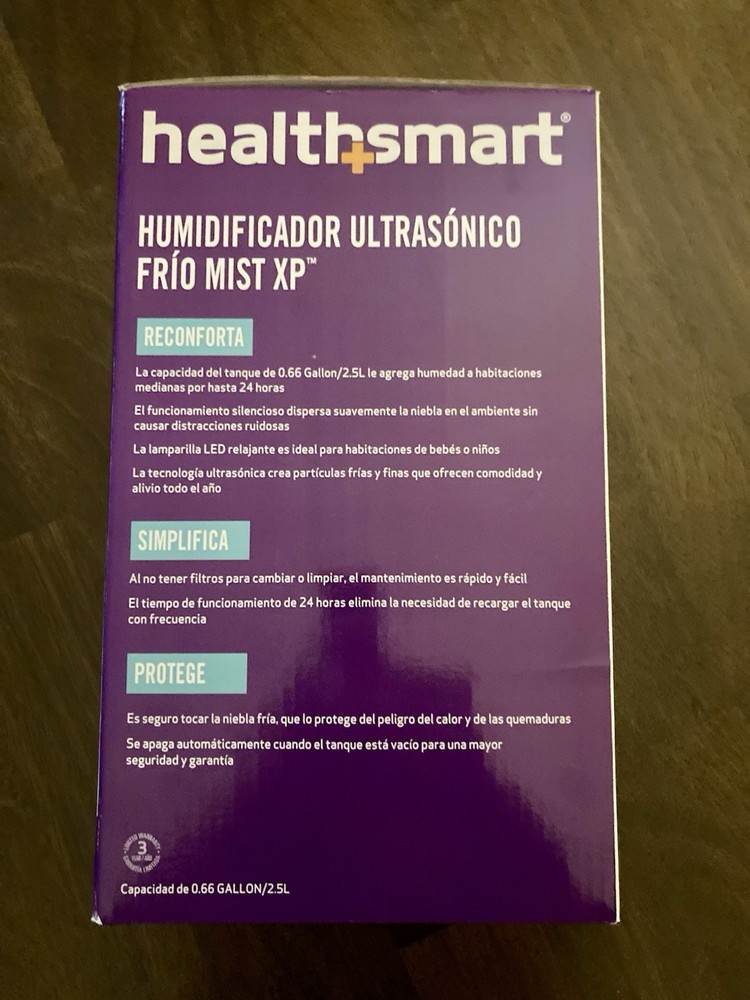 healthsmart®
HUMIDIFICADOR ULTRASÓNICO
FRÍO MIST XP™
RECONFORTA
La capacidad del tanque de 0.66 Gallon/2.5L le agrega humedad a habitaciones
medianas por hasta 24 horas
El funcionamiento silencioso dispersa suavemente la niebla en el ambiente sin
causar distracciones ruidosas
La lamparilla LED relajante es ideal para habitaciones de bebés o niños
La tecnología ultrasónica crea partículas frías y finas que ofrecen comodidad y
alivio todo el año
SIMPLIFICA
Al no tener filtros para cambiar o limpiar, el mantenimiento es rápido y fácil
El tiempo de funcionamiento de 24 horas elimina la necesidad de recargar el tanque
con frecuencia
PROTEGE
Es seguro tocar la niebla fría, que lo protege del peligro del calor y de las quemaduras
Se apaga automáticamente cuando el tanque está vacío para una mayor
seguridad y garantía
LIMITED WARRANTY
3
YEAR / AÑO
GARANTÍA LIMITADA
Capacidad de 0.66 GALLON/2.5L